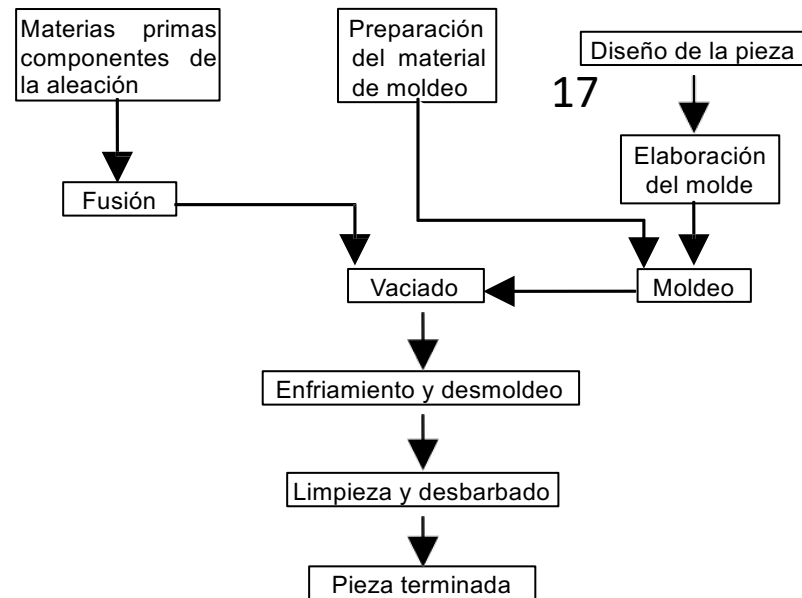 Materias primas
componentes de
la aleación
Preparación
del material
de moldeo
Diseño de la pieza
17
Elaboración
del molde
Fusión
Vaciado
Moldeo
Enfriamiento y desmoldeo
Limpieza y desbarbado
Pieza terminada